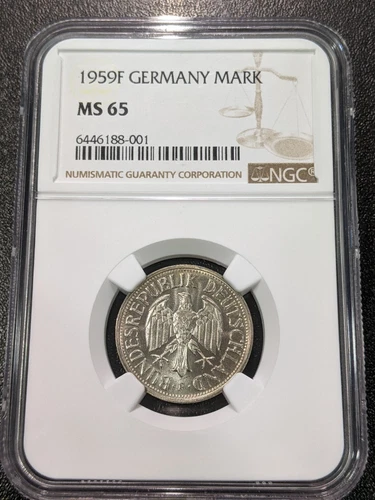 1959F GERMANY MARK
MS 65
6446188-001
NUMISMATIC GUARANTY CORPORATION
NGC®
BUNDESREPUBLIK DEUTSCHLAND